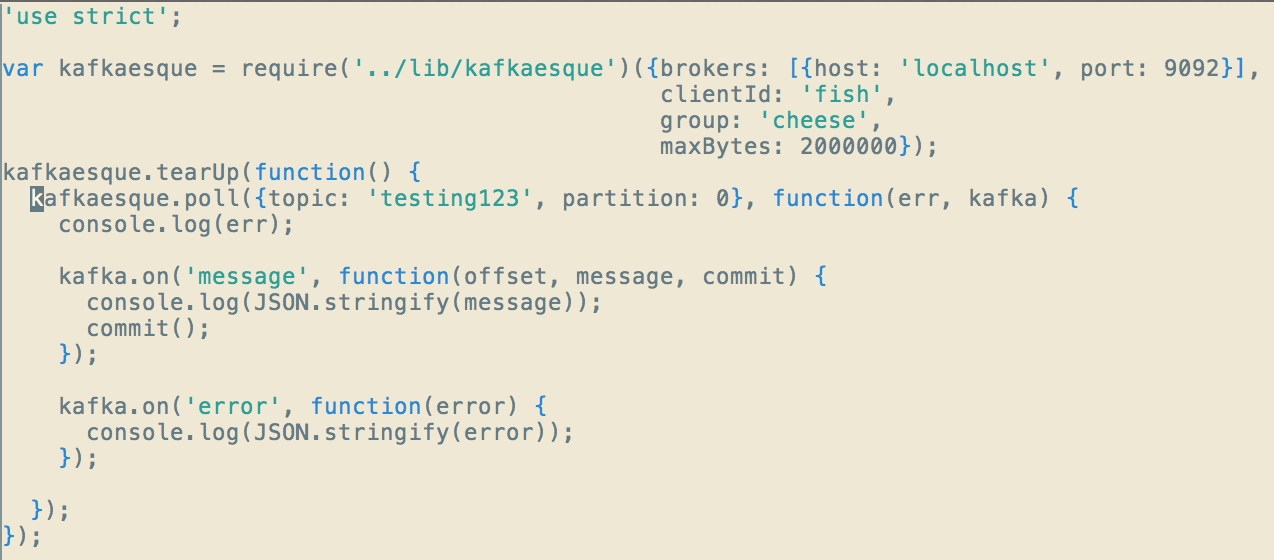 'use strict';

var kafkaesque = require('../lib/kafkaesque')({brokers: [{host: 'localhost', port: 9092}],
                                               clientId: 'fish',
                                               group: 'cheese',
                                               maxBytes: 2000000});
kafkaesque.tearUp(function() {
  kafkaesque.poll({topic: 'testing123', partition: 0}, function(err, kafka) {
    console.log(err);

    kafka.on('message', function(offset, message, commit) {
      console.log(JSON.stringify(message));
      commit();
    });

    kafka.on('error', function(error) {
      console.log(JSON.stringify(error));
    });

  });
});